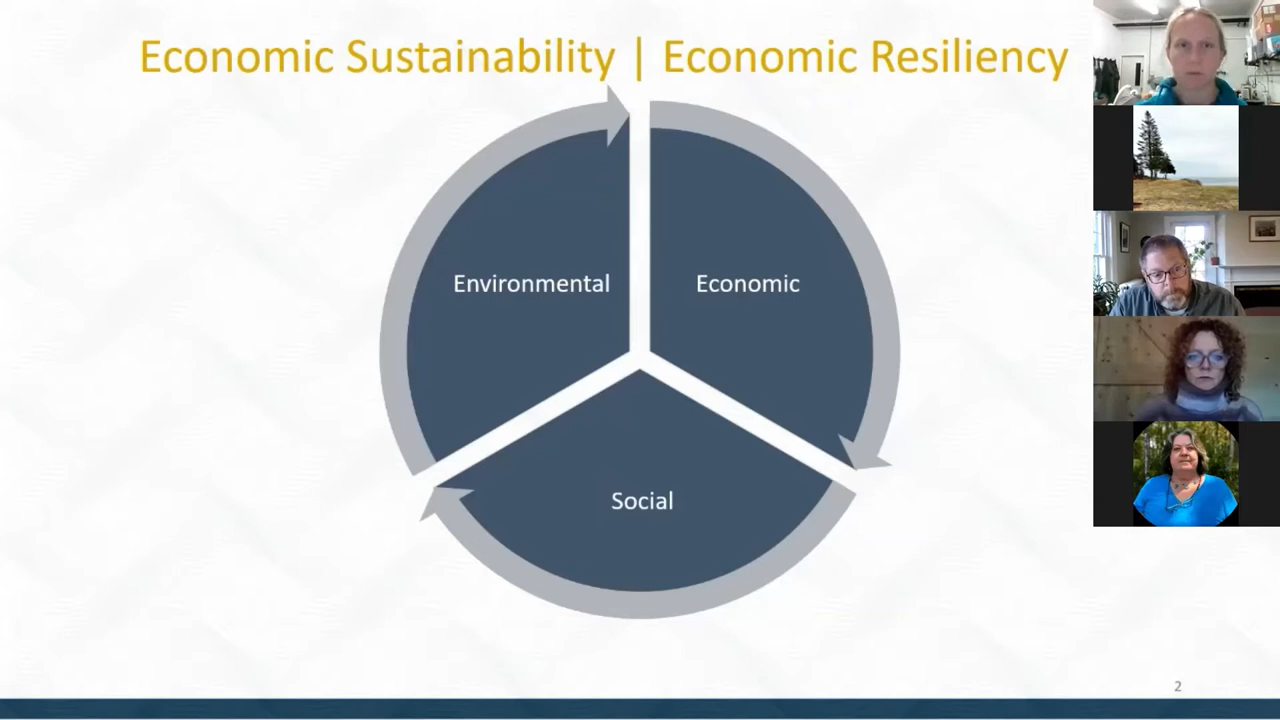 Economic Sustainability | Economic Resiliency
Environmental
Economic
Social
2